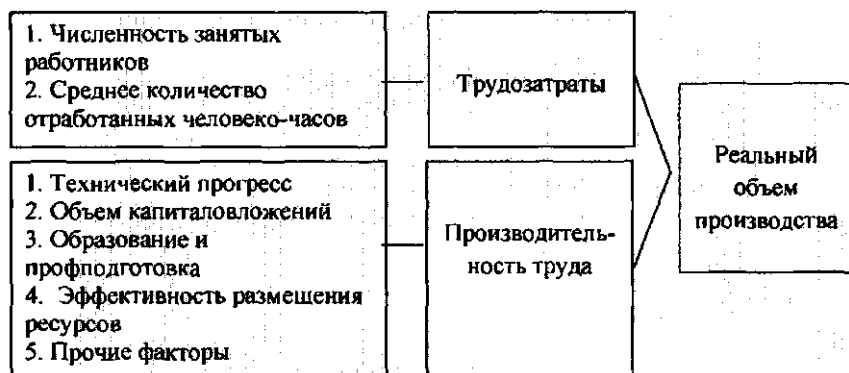 1. Численность занятых
работников
2. Среднее количество
отработанных человеко-часов
Трудозатраты
1. Технический прогресс
2. Объем капиталовложений
3. Образование и
профподготовка
4. Эффективность размещения
ресурсов
5. Прочие факторы
Производитель-
ность труда
Реальный
объем
производства